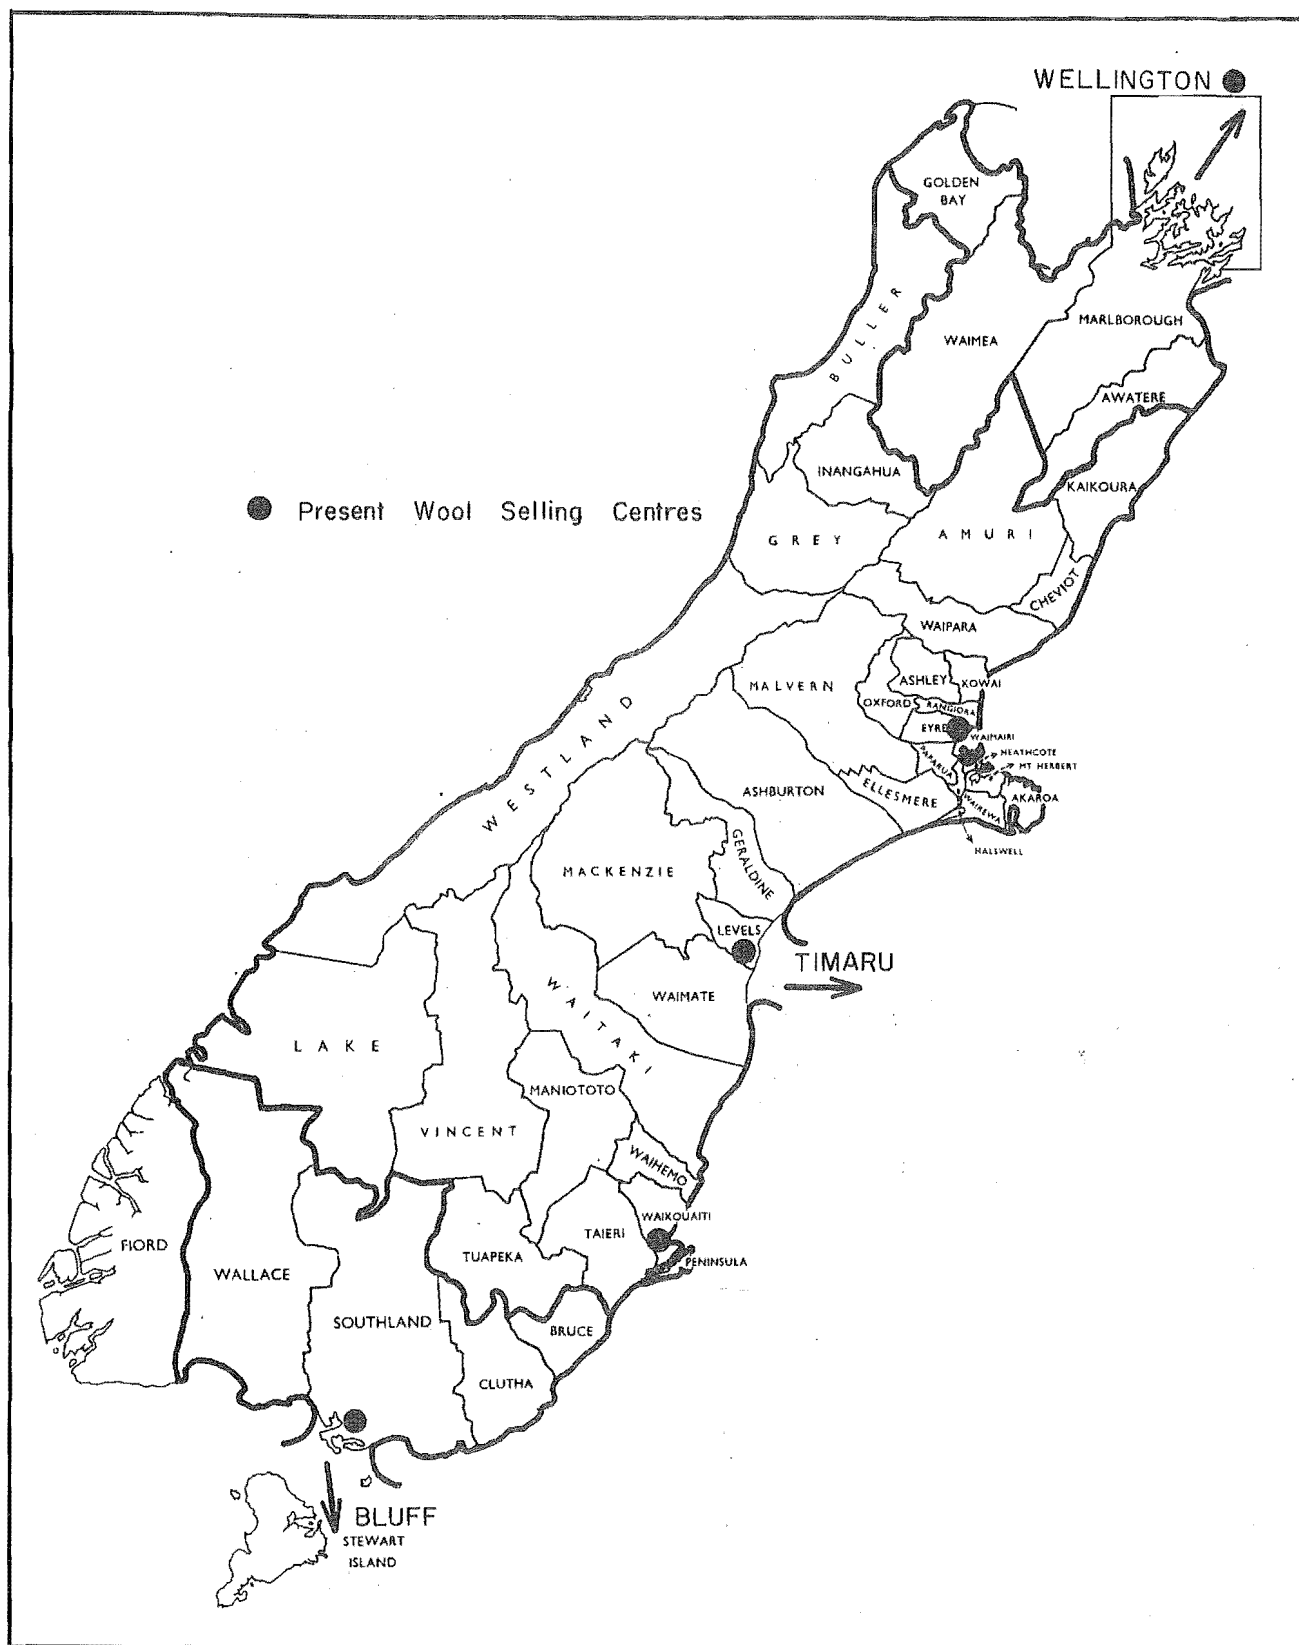 WELLINGTON
GOLDEN
BAY
BULLER
WAIMEA
MARLBOROUGH
AWATERE
INANGAHUA
KAIKOURA
Present Wool Selling Centres
GREY
AMURI
CHEVIOT
WAIPARA
MALVERN
ASHLEY
KOWAI
OXFORD
RANGIORA
EYRE
WAIMAIRI
PAPARUA
HEATHCOTE
MT HERBERT
WESTLAND
ASHBURTON
ELLESMERE
WAIREWA
AKAROA
HALSWELL
GERALDINE
MACKENZIE
LEVELS
TIMARU
WAITAKI
WAIMATE
LAKE
MANIOTOTO
VINCENT
WAIHEMO
WAIKOUAITI
TAIERI
PENINSULA
FIORD
TUAPEKA
WALLACE
SOUTHLAND
BRUCE
CLUTHA
BLUFF
STEWART
ISLAND